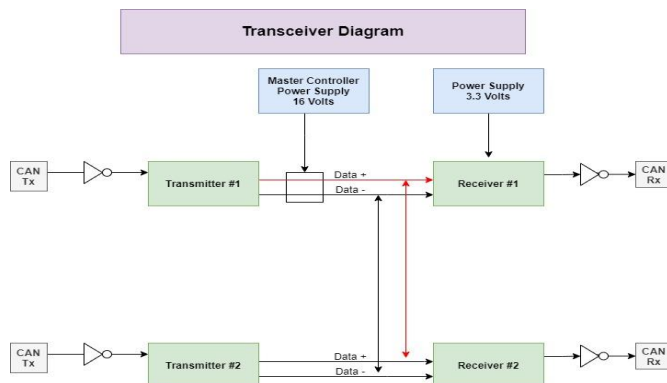 Transceiver Diagram
Master Controller
Power Supply
16 Volts
Power Supply
3.3 Volts
CAN
Tx
Transmitter #1
Data +
Data -
Receiver #1
CAN
Rx
CAN
Tx
Transmitter #2
Data +
Data -
Receiver #2
CAN
Rx